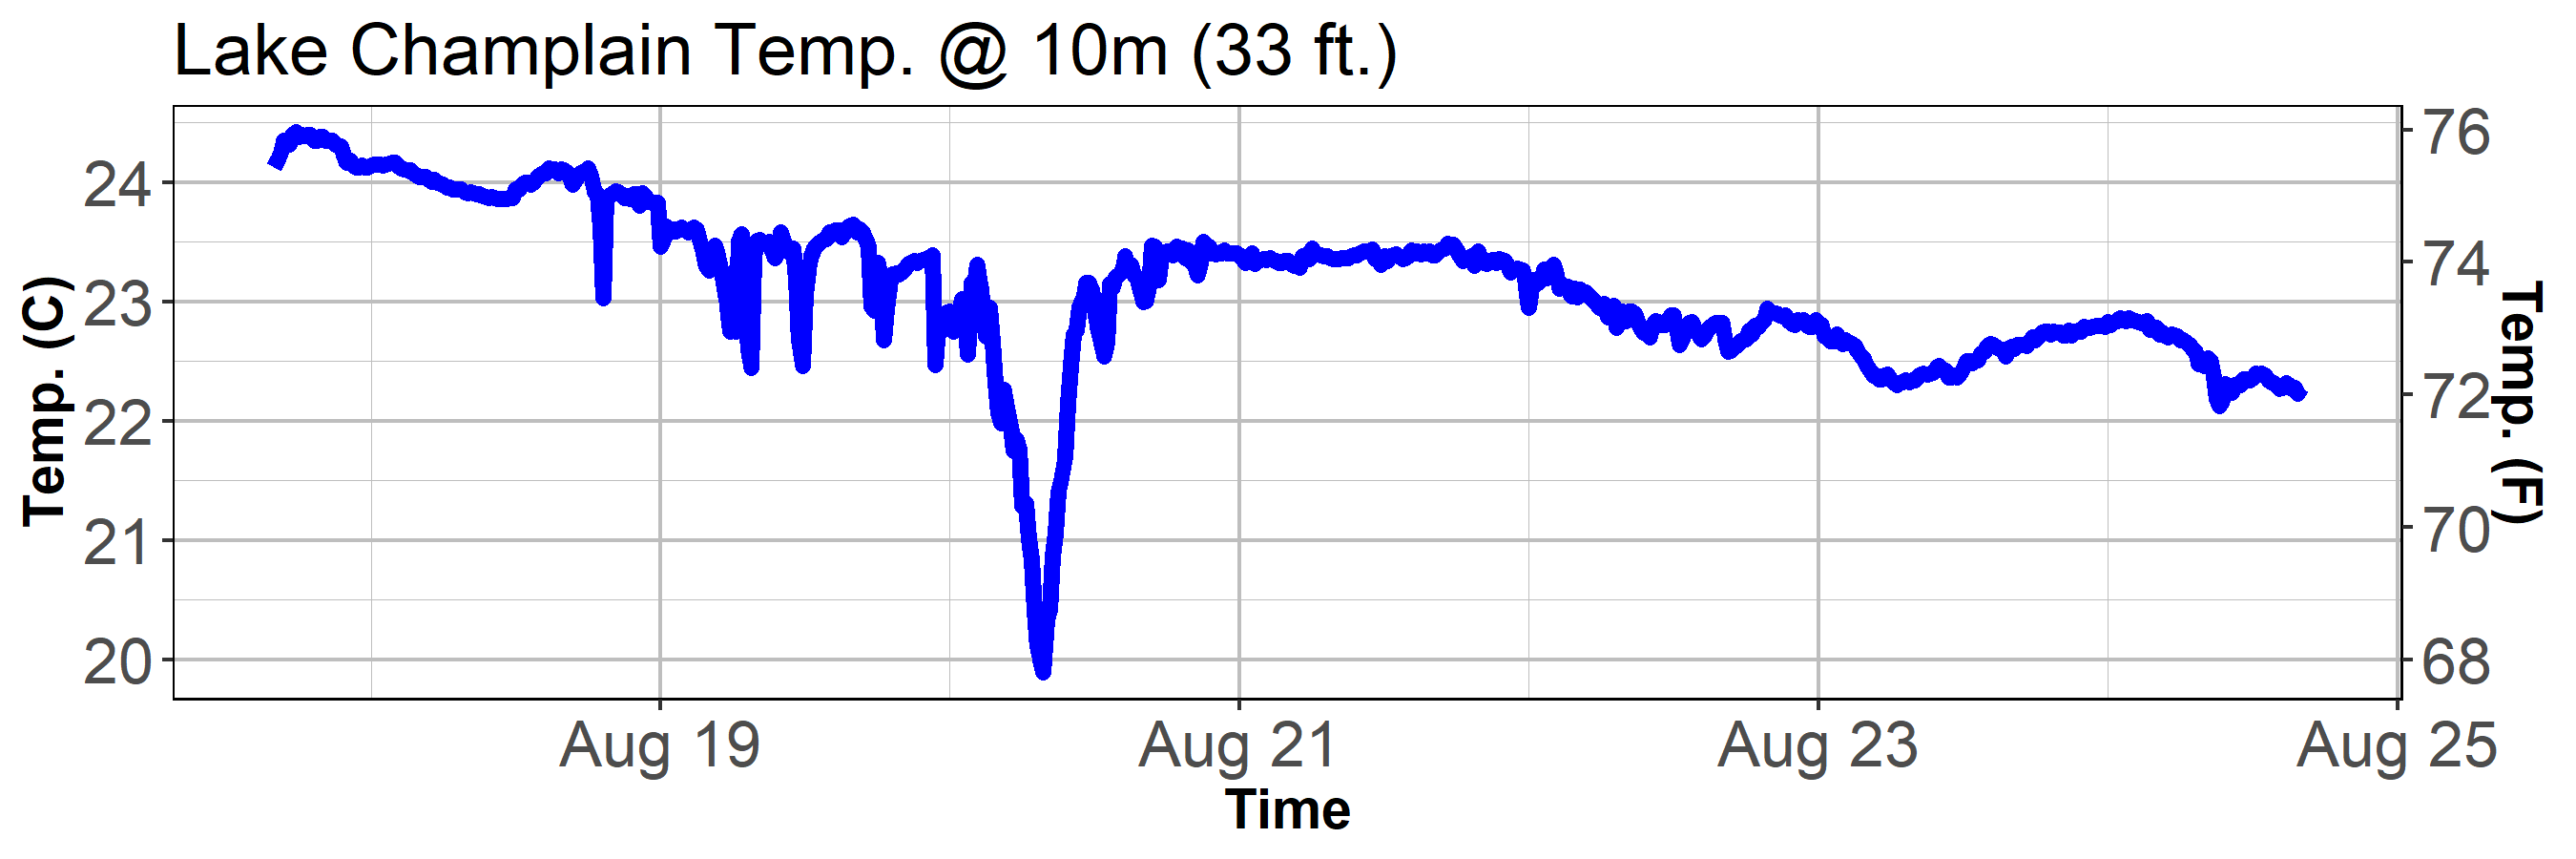 Lake Champlain Temp. @ 10m (33 ft.)
Temp. (C)
24
23
22
21
20
76
74
72
70
68
Temp. (F)
Aug 19 Aug 21 Aug 23 Aug 25
Time